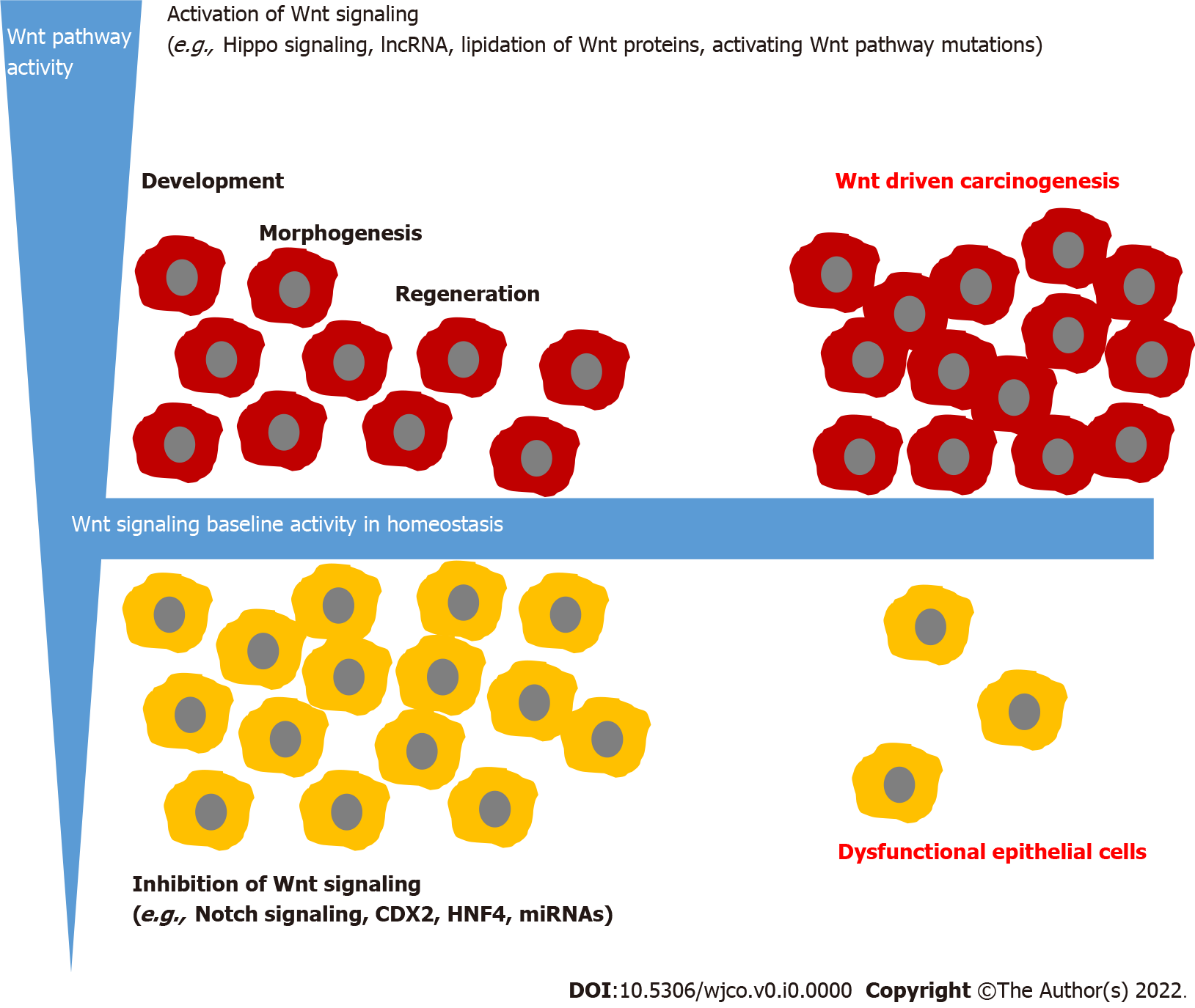 Wnt pathway
activity
Activation of Wnt signaling
(e.g., Hippo signaling, lncRNA, lipidation of Wnt proteins, activating Wnt pathway mutations)
Development
Wnt driven carcinogenesis
Morphogenesis
Regeneration
Wnt signaling baseline activity in homeostasis
Dysfunctional epithelial cells
Inhibition of Wnt signaling
(e.g., Notch signaling, CDX2, HNF4, miRNAs)
DOI:10.5306/wjco.v0.i0.0000 Copyright ©The Author(s) 2022.